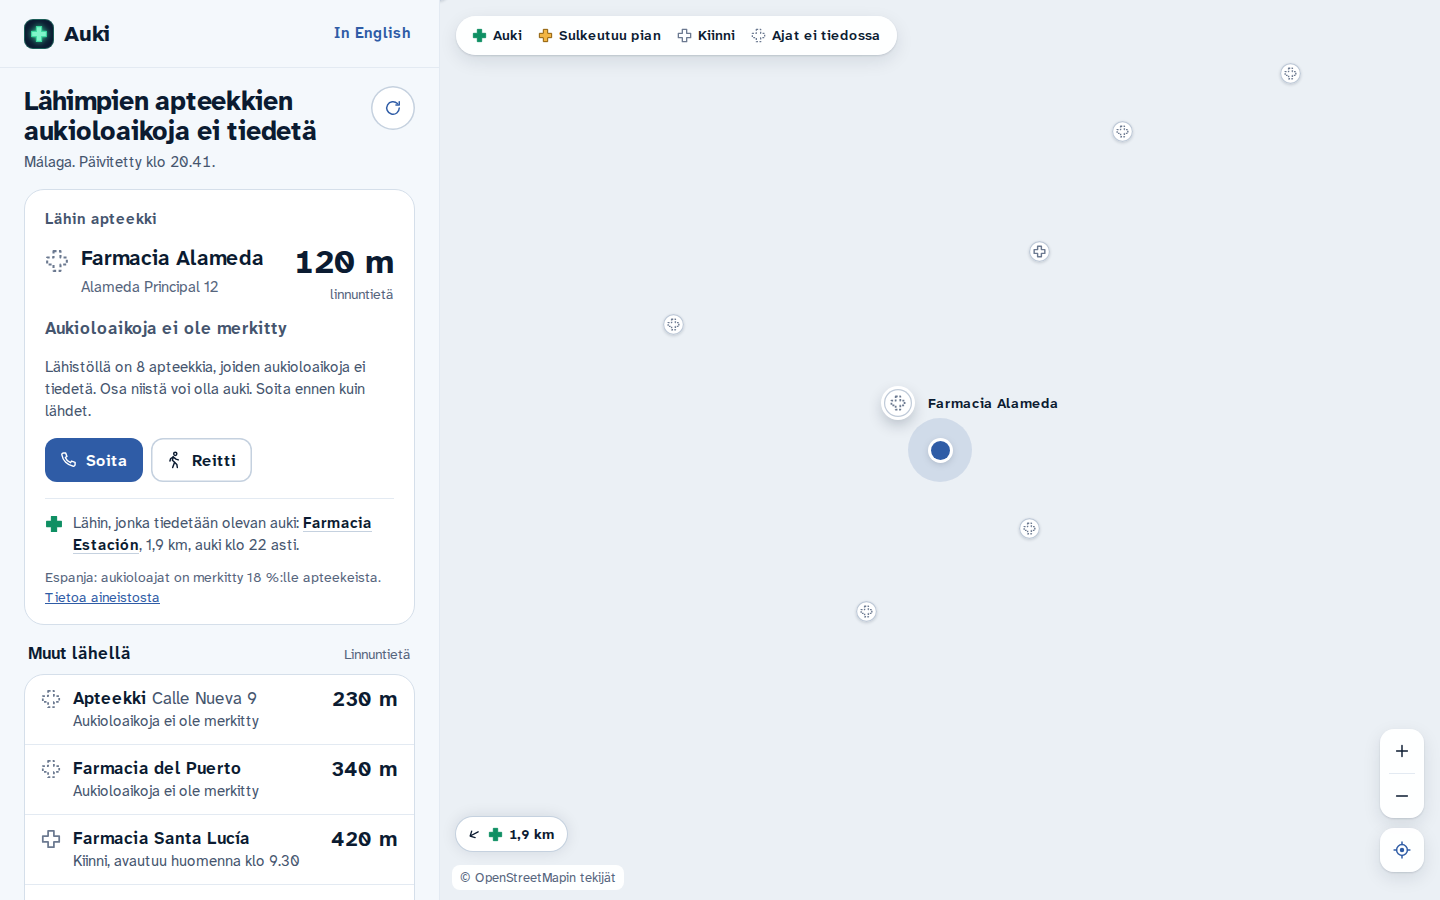 Auki
In English
Lähimpien apteekkien
aukioloaikoja ei tiedetä
Málaga. Päivitetty klo 20.41.
Lähin apteekki
Farmacia Alameda
120 m
Alameda Principal 12
linnuntietä
Aukioloaikoja ei ole merkitty
Lähistöllä on 8 apteekkia, joiden aukioloaikoja ei
tiedetä. Osa niistä voi olla auki. Soita ennen kuin
lähdet.
Soita
Reitti
Lähin, jonka tiedetään olevan auki: Farmacia
Estación, 1,9 km, auki klo 22 asti.
Espanja: aukioloajat on merkitty 18 %:lle apteekeista.
Tietoa aineistosta
Muut lähellä
Linnuntietä
Apteekki Calle Nueva 9
230 m
Aukioloaikoja ei ole merkitty
Farmacia del Puerto
340 m
Aukioloaikoja ei ole merkitty
Farmacia Santa Lucía
420 m
Kiinni, avautuu huomenna klo 9.30
Auki
Sulkeutuu pian
Kiinni
Ajat ei tiedossa
Farmacia Alameda
1,9 km
© OpenStreetMapin tekijät